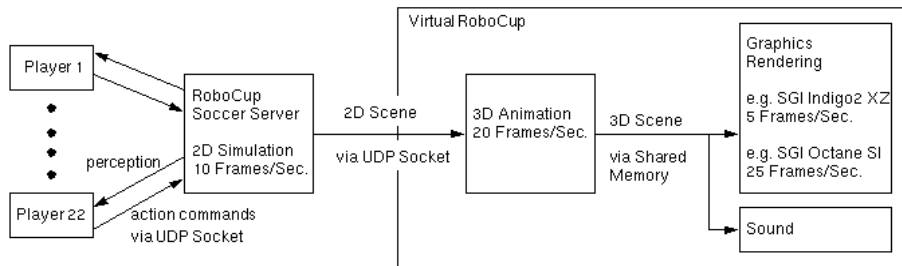 Virtual RoboCup
Player 1
RoboCup
Soccer Server
2D Simulation
10 Frames/Sec.
perception
Player 22
action commands
via UDP Socket
2D Scene
via UDP Socket
3D Animation
20 Frames/Sec.
3D Scene
via Shared
Memory
Graphics
Rendering
e.g. SGI Indigo2 XZ
5 Frames/Sec.
e.g. SGI Octane SI
25 Frames/Sec.
Sound